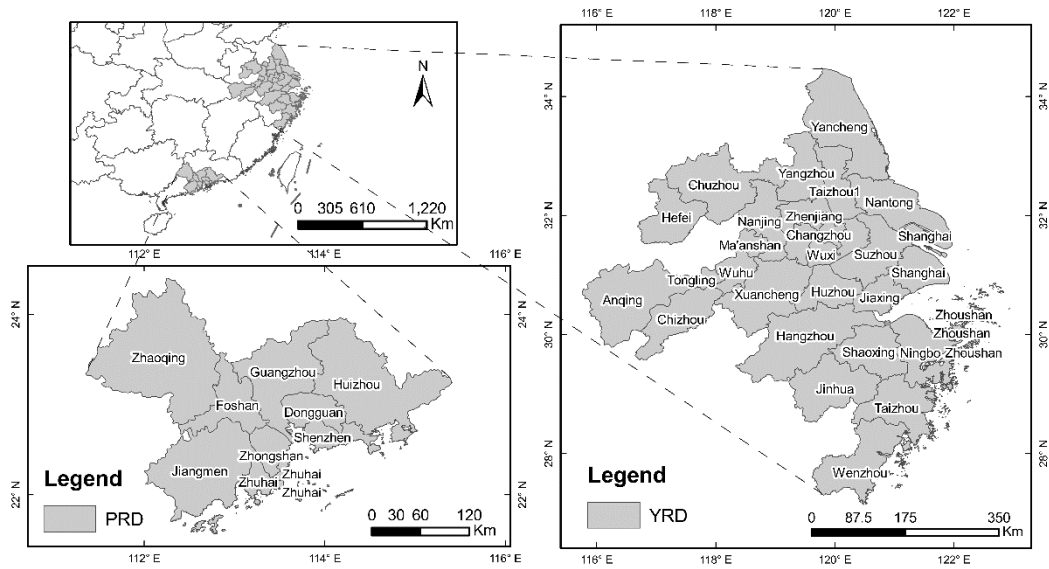 N
0 305 610 1,220
Km
112° E 114° E 116° E
24° N
22° N
24° N
22° N
Zhaoqing
Guangzhou
Huizhou
Foshan
Dongguan
Shenzhen
Zhongshan
Jiangmen
Zhuhai
Zhuhai
Zhuhai
Legend
PRD
0 30 60 120
Km
112° E 114° E 116° E
116° E 118° E 120° E 122° E
34° N
32° N
30° N
28° N
34° N
32° N
30° N
28° N
Yancheng
Chuzhou
Yangzhou
Taizhou1
Nantong
Hefei
Nanjing
Zhenjiang
Changzhou
Shanghai
Ma'anshan
Wuxi
Suzhou
Tongling
Wuhu
Shanghai
Anqing
Xuancheng
Huzhou
Jiaxing
Chizhou
Zhoushan
Hangzhou
Zhoushan
Shaoxing
Ningbo
Zhoushan
Jinhua
Taizhou
Wenzhou
Legend
YRD
0 87.5 175 350
Km
116° E 118° E 120° E 122° E